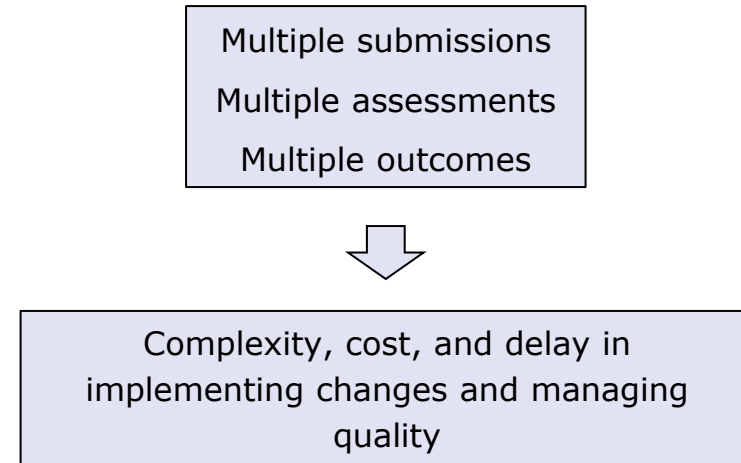 Multiple submissions
Multiple assessments
Multiple outcomes
Complexity, cost, and delay in
implementing changes and managing
quality